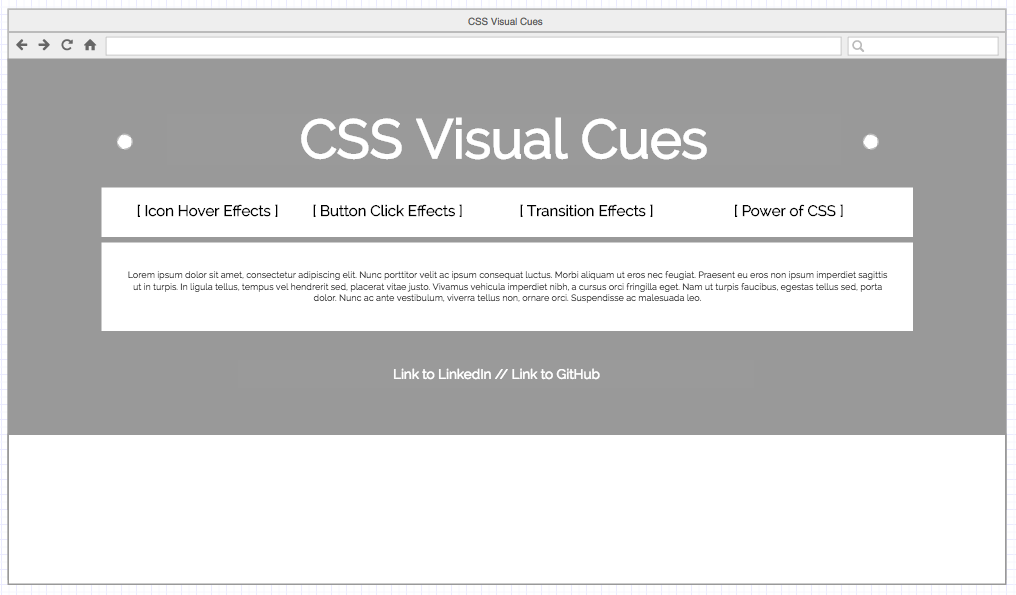 CSS Visual Cues
CSS Visual Cues
[ Icon Hover Effects ] [ Button Click Effects ] [ Transition Effects ] [ Power of CSS ]
Lorem ipsum dolor sit amet, consectetur adipiscing elit. Nunc porttitor velit ac ipsum consequat luctus. Morbi aliquam ut eros nec feugiat. Praesent eu eros non ipsum imperdiet sagittis
ut in turpis. In ligula tellus, tempus vel hendrerit sed, placerat vitae justo. Vivamus vehicula imperdiet nibh, a cursus orci fringilla eget. Nam ut turpis faucibus, egestas tellus sed, porta
dolor. Nunc ac ante vestibulum, viverra tellus non, ornare orci. Suspendisse ac malesuada leo.
Link to LinkedIn // Link to GitHub